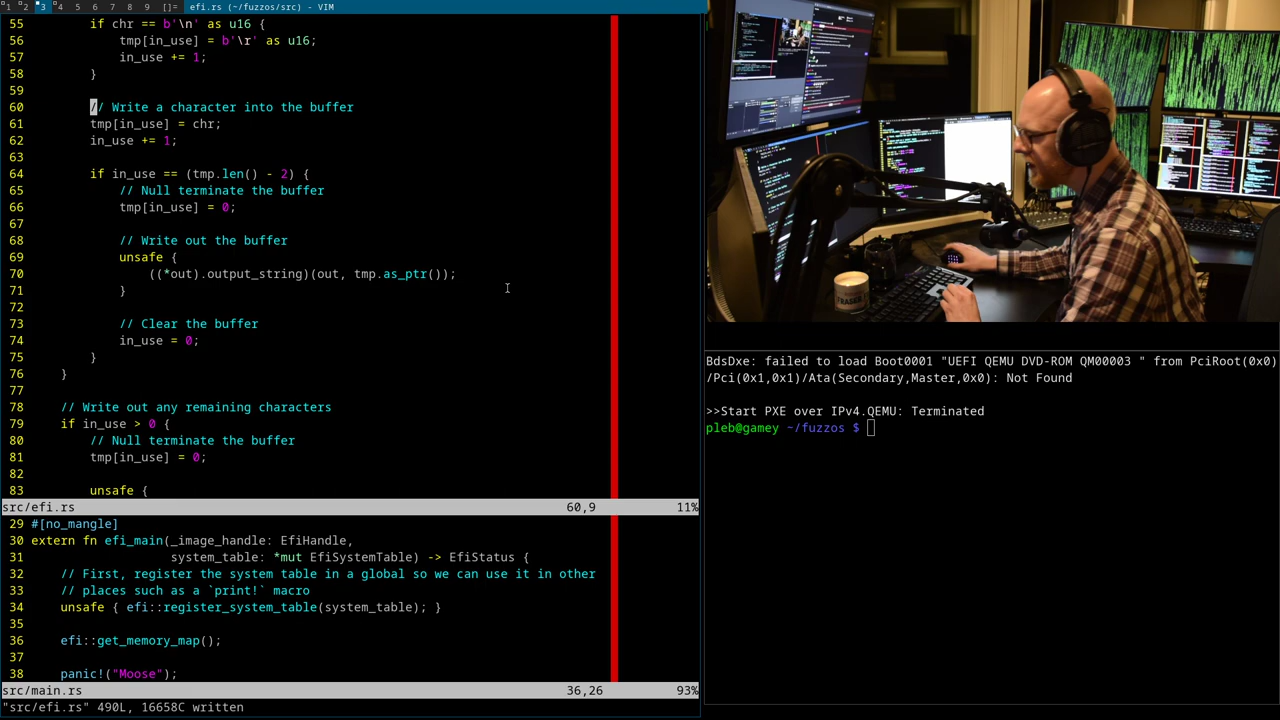 1 2 3 4 5 6 7 8 9 []= efi.rs (~/fuzzos/src) - VIM
55 if chr == b'\n' as u16 {
56 tmp[in_use] = b'\r' as u16;
57 in_use += 1;
58 }
59
60 // Write a character into the buffer
61 tmp[in_use] = chr;
62 in_use += 1;
63
64 if in_use == (tmp.len() - 2) {
65 // Null terminate the buffer
66 tmp[in_use] = 0;
67
68 // Write out the buffer
69 unsafe {
70 ((*out).output_string)(out, tmp.as_ptr());
71 }
72
73 // Clear the buffer
74 in_use = 0;
75 }
76 }
77
78 // Write out any remaining characters
79 if in_use > 0 {
80 // Null terminate the buffer
81 tmp[in_use] = 0;
82
83 unsafe {
src/efi.rs 60,9 11%
29 #[no_mangle]
30 extern fn efi_main(_image_handle: EfiHandle,
31 system_table: *mut EfiSystemTable) -> EfiStatus {
32 // First, register the system table in a global so we can use it in other
33 // places such as a `print!` macro
34 unsafe { efi::register_system_table(system_table); }
35
36 efi::get_memory_map();
37
38 panic!("Moose");
src/main.rs 36,26 93%
"src/efi.rs" 490L, 16658C written
BdsDxe: failed to load Boot0001 "UEFI QEMU DVD-ROM QM00003 " from PciRoot(0x0)
/Pci(0x1,0x1)/Ata(Secondary,Master,0x0): Not Found
>>Start PXE over IPv4.QEMU: Terminated
pleb@gamey ~/fuzzos $